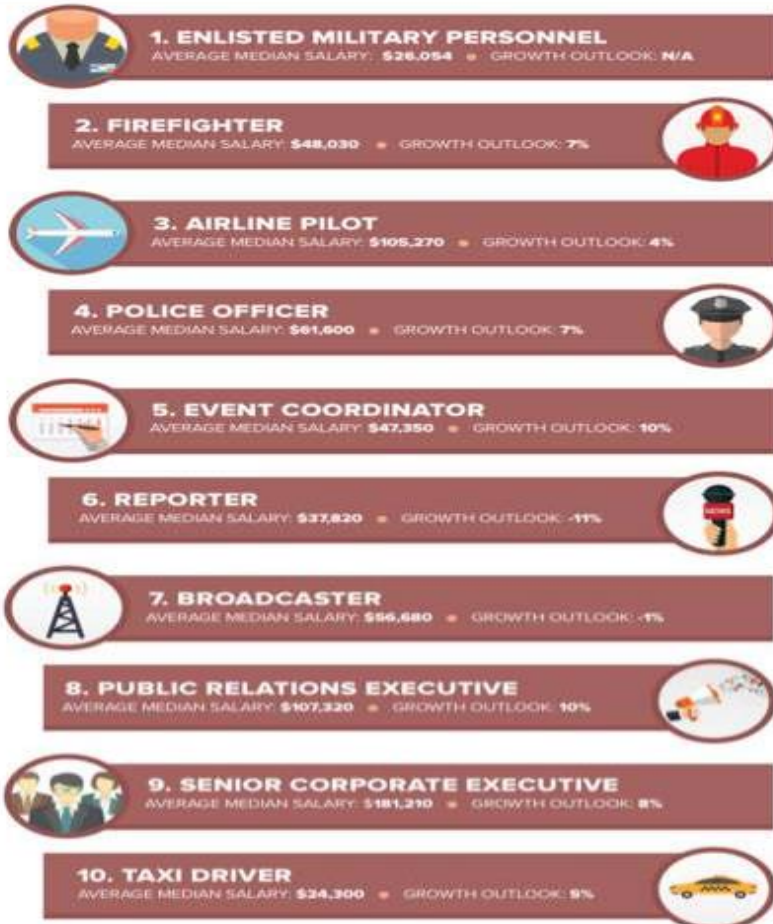 1. ENLISTED MILITARY PERSONNEL
AVERAGE MEDIAN SALARY: $26,054 • GROWTH OUTLOOK: N/A
2. FIREFIGHTER
AVERAGE MEDIAN SALARY: $48,030 • GROWTH OUTLOOK: 7%
3. AIRLINE PILOT
AVERAGE MEDIAN SALARY: $105,270 • GROWTH OUTLOOK: 4%
4. POLICE OFFICER
AVERAGE MEDIAN SALARY: $61,600 • GROWTH OUTLOOK: 7%
5. EVENT COORDINATOR
AVERAGE MEDIAN SALARY: $47,350 • GROWTH OUTLOOK: 10%
6. REPORTER
AVERAGE MEDIAN SALARY: $37,820 • GROWTH OUTLOOK: -11%
NEWS
7. BROADCASTER
AVERAGE MEDIAN SALARY: $56,680 • GROWTH OUTLOOK: -1%
8. PUBLIC RELATIONS EXECUTIVE
AVERAGE MEDIAN SALARY: $107,320 • GROWTH OUTLOOK: 10%
9. SENIOR CORPORATE EXECUTIVE
AVERAGE MEDIAN SALARY: $181,210 • GROWTH OUTLOOK: 8%
10. TAXI DRIVER
AVERAGE MEDIAN SALARY: $24,300 • GROWTH OUTLOOK: 5%